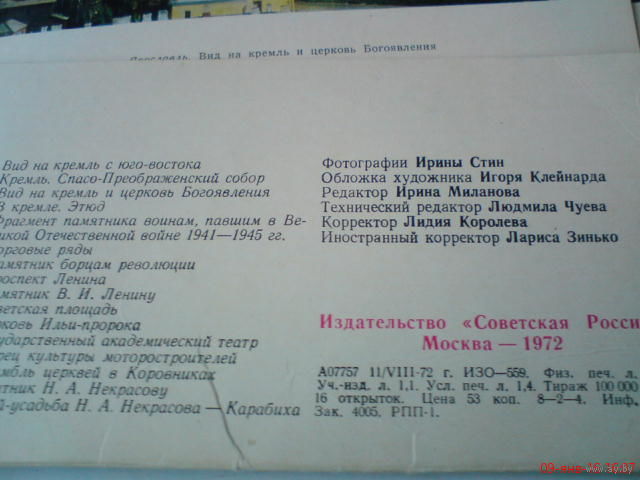 Ярославль. Вид на кремль и церковь Богоявления
Вид на кремль с юго-востока
Кремль. Спасо-Преображенский собор
Вид на кремль и церковь Богоявления
В кремле. Этюд
Фрагмент памятника воинам, павшим в Ве-
икой Отечественной войне 1941—1945 гг.
орговые ряды
амятник борцам революции
роспект Ленина
мятник В. И. Ленину
ветская площадь
рковь Ильи-пророка
сударственный академический театр
рец культуры моторостроителей
мбль церквей в Коровниках
тник Н. А. Некрасову
й-усадьба Н. А. Некрасова — Карабиха
Фотографии Ирины Стин
Обложка художника Игоря Клейнарда
Редактор Ирина Миланова
Технический редактор Людмила Чуева
Корректор Лидия Королева
Иностранный корректор Лариса Зинько
Издательство «Советская Росси
Москва — 1972
А07757 11/VIII-72 г. ИЗО—559. Физ. печ. л.
Уч.-изд. л. 1,1. Усл. печ. л. 1,4. Тираж 100 000
16 открыток. Цена 53 коп. 8—2—4. Инф.
Зак. 4005. РПП-1.